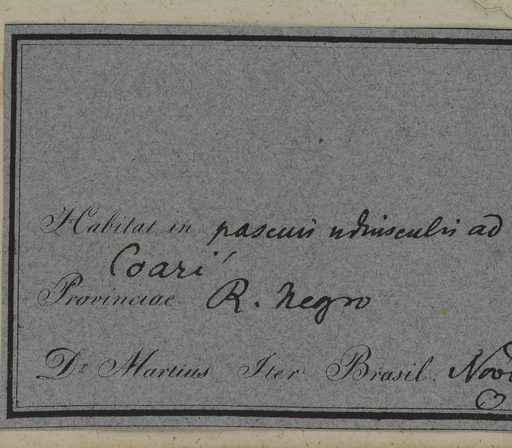 Habitat in pascuis udiusculis ad
Coari
Provinciae R. Negro
Dr. Martius Iter Brasil.